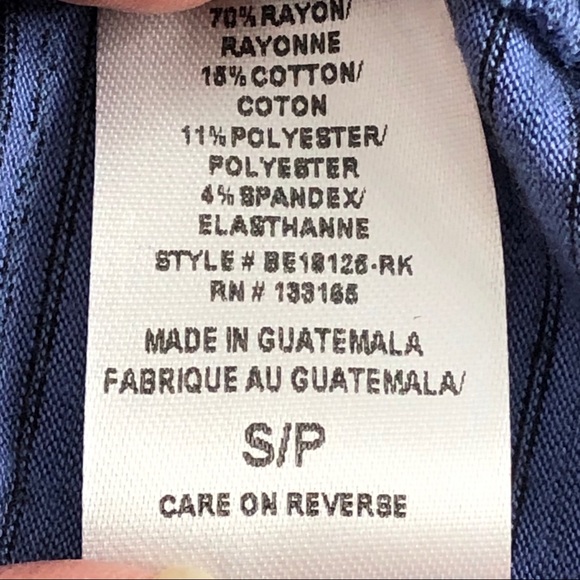 70% RAYON/
RAYONNE
15% COTTON/
COTON
11% POLYESTER/
POLYESTER
4% SPANDEX/
ELASTHANNE
STYLE # BE18126-RK
RN # 133165
MADE IN GUATEMALA
FABRIQUE AU GUATEMALA/
S/P
CARE ON REVERSE